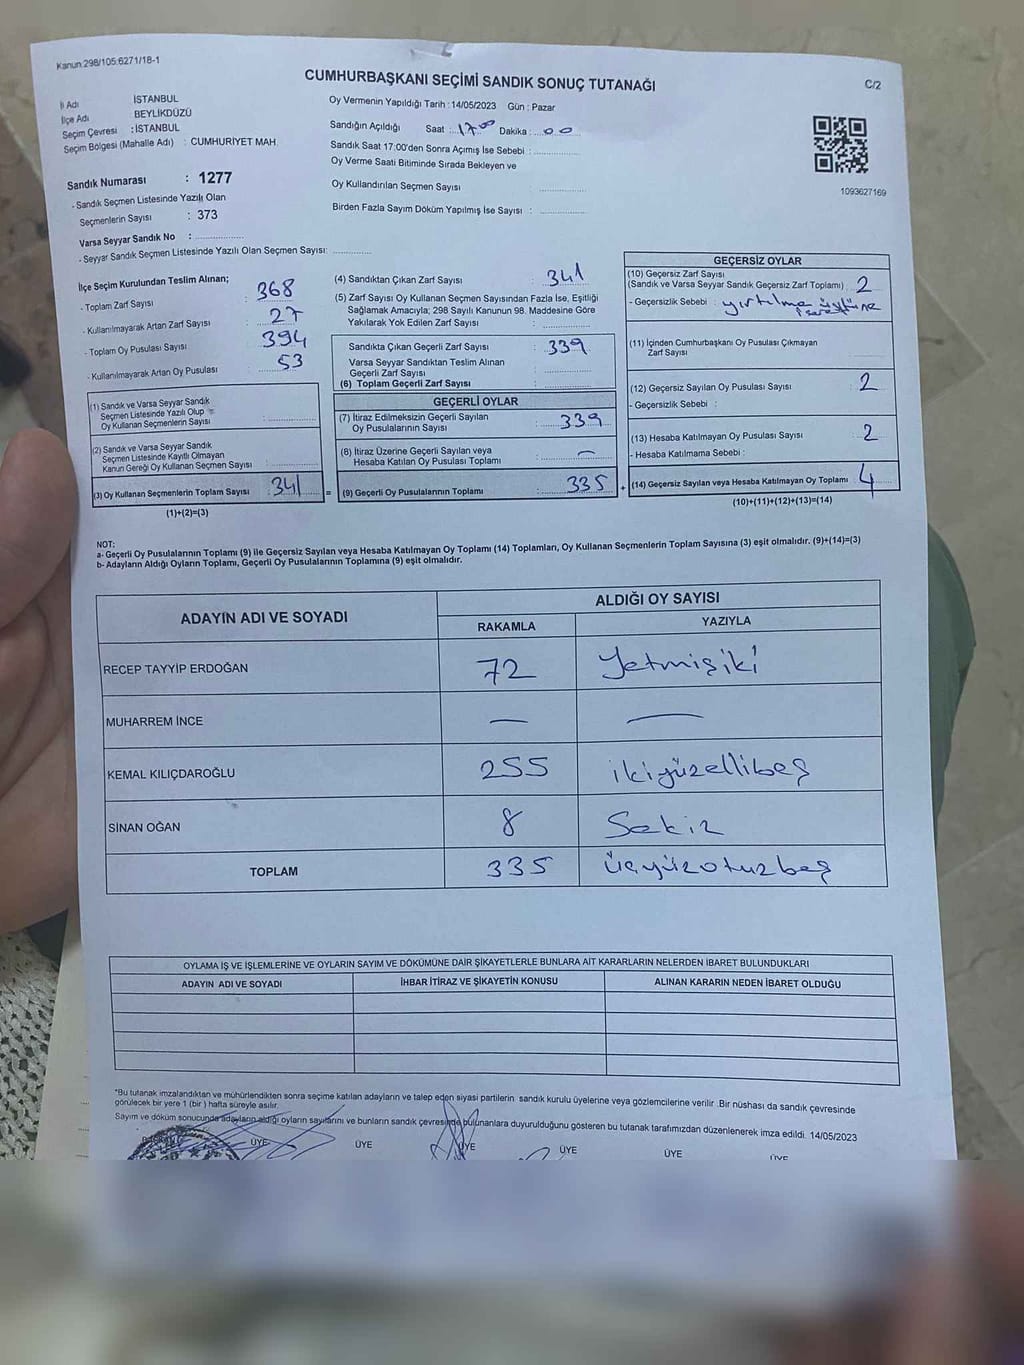 Kanun:298/105:6271/18-1
CUMHURBAŞKANI SEÇİMİ SANDIK SONUÇ TUTANAĞI
C/2
İl Adı İSTANBUL
İlçe Adı BEYLİKDÜZÜ
Seçim Çevresi : İSTANBUL
Seçim Bölgesi (Mahalle Adı) : CUMHURİYET MAH.
Oy Vermenin Yapıldığı Tarih : 14/05/2023 Gün : Pazar
Sandığın Açıldığı Saat : 17 00 Dakika : 00
Sandık Saat 17:00'den Sonra Açımış İse Sebebi :
Oy Verme Saati Bitiminde Sırada Bekleyen ve
Oy Kullandırılan Seçmen Sayısı
Birden Fazla Sayım Döküm Yapılmış İse Sayısı :
1093627169
Sandık Numarası : 1277
- Sandık Seçmen Listesinde Yazılı Olan
Seçmenlerin Sayısı : 373
Varsa Seyyar Sandık No :
- Seyyar Sandık Seçmen Listesinde Yazılı Olan Seçmen Sayısı:
İlçe Seçim Kurulundan Teslim Alınan;
- Toplam Zarf Sayısı : 368
- Kullanılmayarak Artan Zarf Sayısı : 27
- Toplam Oy Pusulası Sayısı : 394
- Kullanılmayarak Artan Oy Pusulası : 53
(1) Sandık ve Varsa Seyyar Sandık
Seçmen Listesinde Yazılı Olup
Oy Kullanan Seçmenlerin Sayısı
(2) Sandık ve Varsa Seyyar Sandık
Seçmen Listesinde Kayıtlı Olmayan
Kanun Gereği Oy Kullanan Seçmen Sayısı
(3) Oy Kullanan Seçmenlerin Toplam Sayısı : 341
(1)+(2)=(3)
(4) Sandıktan Çıkan Zarf Sayısı : 341
(5) Zarf Sayısı Oy Kullanan Seçmen Sayısından Fazla İse, Eşitliği
Sağlamak Amacıyla; 298 Sayılı Kanunun 98. Maddesine Göre
Yakılarak Yok Edilen Zarf Sayısı :
Sandıkta Çıkan Geçerli Zarf Sayısı : 339
Varsa Seyyar Sandıktan Teslim Alınan
Geçerli Zarf Sayısı :
(6) Toplam Geçerli Zarf Sayısı :
GEÇERLİ OYLAR
(7) İtiraz Edilmeksizin Geçerli Sayılan
Oy Pusulalarının Sayısı : 339
(8) İtiraz Üzerine Geçerli Sayılan veya
Hesaba Katılan Oy Pusulası Toplamı : —
= (9) Geçerli Oy Pusulalarının Toplamı : 335 +
GEÇERSİZ OYLAR
(10) Geçersiz Zarf Sayısı
(Sandık ve Varsa Seyyar Sandık Geçersiz Zarf Toplamı) : 2
- Geçersizlik Sebebi : yırtılma üstüne
(11) İçinden Cumhurbaşkanı Oy Pusulası Çıkmayan
Zarf Sayısı
(12) Geçersiz Sayılan Oy Pusulası Sayısı : 2
- Geçersizlik Sebebi :
(13) Hesaba Katılmayan Oy Pusulası Sayısı : 2
- Hesaba Katılmama Sebebi :
(14) Geçersiz Sayılan veya Hesaba Katılmayan Oy Toplamı : 4
(10)+(11)+(12)+(13)=(14)
NOT:
a- Geçerli Oy Pusulalarının Toplamı (9) ile Geçersiz Sayılan veya Hesaba Katılmayan Oy Toplamı (14) Toplamları, Oy Kullanan Seçmenlerin Toplam Sayısına (3) eşit olmalıdır. (9)+(14)=(3)
b- Adayların Aldığı Oyların Toplamı, Geçerli Oy Pusulalarının Toplamına (9) eşit olmalıdır.
ADAYIN ADI VE SOYADI
ALDIĞI OY SAYISI
RAKAMLA YAZIYLA
RECEP TAYYİP ERDOĞAN 72 Yetmişiki
MUHARREM İNCE — —
KEMAL KILIÇDAROĞLU 255 ikiyüzellibeş
SİNAN OĞAN 8 Sekiz
TOPLAM 335 üçyüzotuzbeş
OYLAMA İŞ VE İŞLEMLERİNE VE OYLARIN SAYIM VE DÖKÜMÜNE DAİR ŞİKAYETLERLE BUNLARA AİT KARARLARIN NELERDEN İBARET BULUNDUKLARI
ADAYIN ADI VE SOYADI İHBAR İTİRAZ VE ŞİKAYETİN KONUSU ALINAN KARARIN NEDEN İBARET OLDUĞU
"Bu tutanak imzalandıktan ve mühürlendikten sonra seçime katılan adayların ve talep eden siyasi partilerin sandık kurulu üyelerine veya gözlemcilerine verilir .Bir nüshası da sandık çevresinde
görülecek bir yere 1 (bir ) hafta süreyle asılır.
Sayım ve döküm sonucunda adayların aldığı oyların sayılarını ve bunların sandık çevresinde bulunanlara duyurulduğunu gösteren bu tutanak tarafımızdan düzenlenerek imza edildi. 14/05/2023
ÜYE ÜYE ÜYE ÜYE ÜYE ÜYE